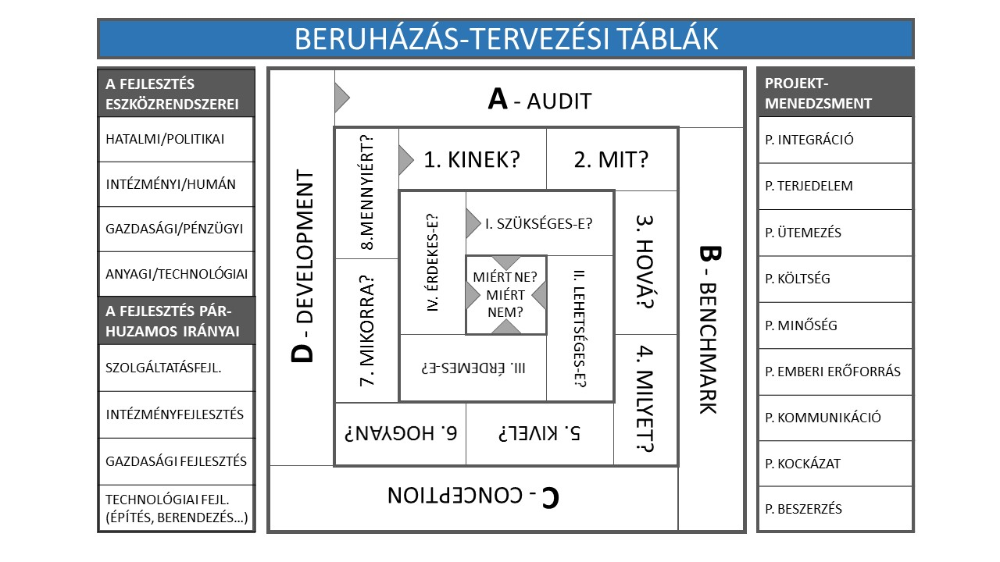 BERUHÁZÁS-TERVEZÉSI TÁBLÁK
A FEJLESZTÉS
ESZKÖZRENDSZEREI
HATALMI/POLITIKAI
INTÉZMÉNYI/HUMÁN
GAZDASÁGI/PÉNZÜGYI
ANYAGI/TECHNOLÓGIAI
A FEJLESZTÉS PÁR-
HUZAMOS IRÁNYAI
SZOLGÁLTATÁSFEJL.
INTÉZMÉNYFEJLESZTÉS
GAZDASÁGI FEJLESZTÉS
TECHNOLÓGIAI FEJL.
(ÉPÍTÉS, BERENDEZÉS...)
A - AUDIT
B - BENCHMARK
C - CONCEPTION
D - DEVELOPMENT
1. KINEK?
2. MIT?
3. HOVÁ?
4. MILYET?
5. KIVEL?
6. HOGYAN?
7. MIKORRA?
8.MENNYIÉRT?
I. SZÜKSÉGES-E?
II. LEHETSÉGES-E?
III. ÉRDEMES-E?
IV. ÉRDEKES-E?
MIÉRT NE?
MIÉRT
NEM?
PROJEKT-
MENEDZSMENT
P. INTEGRÁCIÓ
P. TERJEDELEM
P. ÜTEMEZÉS
P. KÖLTSÉG
P. MINŐSÉG
P. EMBERI ERŐFORRÁS
P. KOMMUNIKÁCIÓ
P. KOCKÁZAT
P. BESZERZÉS